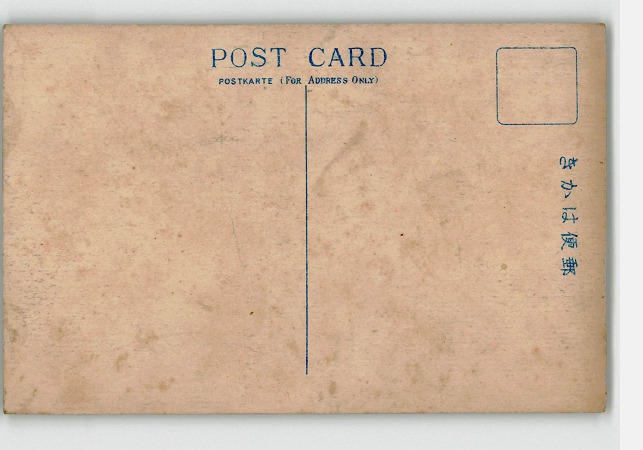 POST CARD
POSTKARTE (FOR ADDRESS ONLY)
きかは便郵